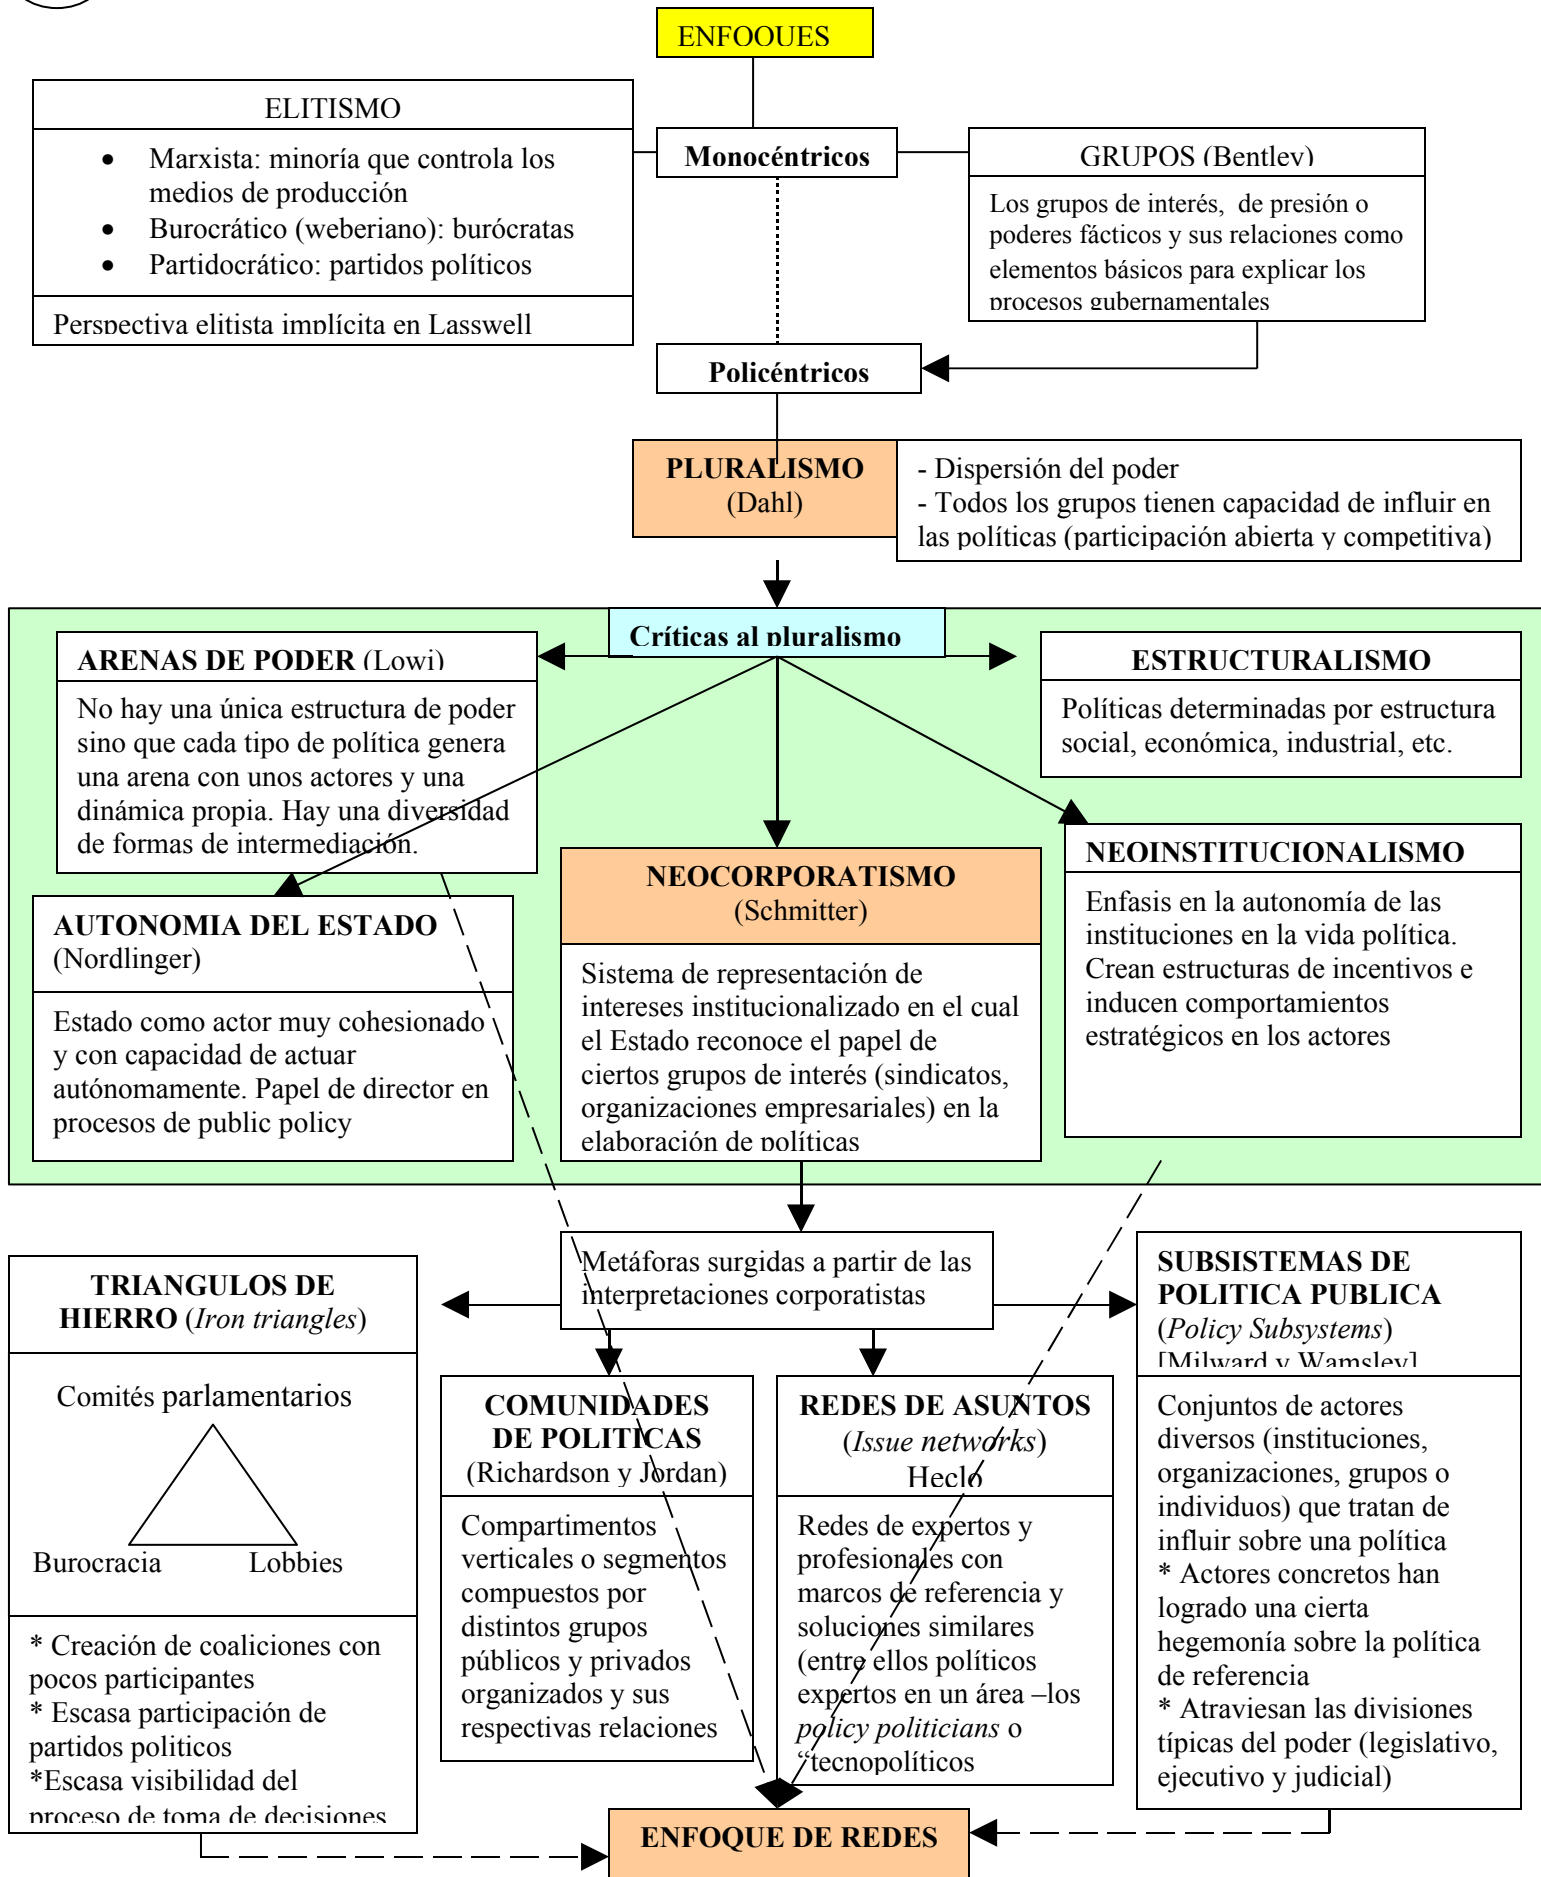 ENFOQUES
ELITISMO
• Marxista: minoría que controla los
medios de producción
• Burocrático (weberiano): burócratas
• Partidocrático: partidos políticos
Perspectiva elitista implícita en Lasswell
Monocéntricos
GRUPOS (Bentley)
Los grupos de interés, de presión o
poderes fácticos y sus relaciones como
elementos básicos para explicar los
procesos gubernamentales
Policéntricos
PLURALISMO
(Dahl)
- Dispersión del poder
- Todos los grupos tienen capacidad de influir en
las políticas (participación abierta y competitiva)
Críticas al pluralismo
ARENAS DE PODER (Lowi)
No hay una única estructura de poder
sino que cada tipo de política genera
una arena con unos actores y una
dinámica propia. Hay una diversidad
de formas de intermediación.
ESTRUCTURALISMO
Políticas determinadas por estructura
social, económica, industrial, etc.
AUTONOMIA DEL ESTADO
(Nordlinger)
Estado como actor muy cohesionado
y con capacidad de actuar
autónomamente. Papel de director en
procesos de public policy
NEOCORPORATISMO
(Schmitter)
Sistema de representación de
intereses institucionalizado en el cual
el Estado reconoce el papel de
ciertos grupos de interés (sindicatos,
organizaciones empresariales) en la
elaboración de políticas
NEOINSTITUCIONALISMO
Enfasis en la autonomía de las
instituciones en la vida política.
Crean estructuras de incentivos e
inducen comportamientos
estratégicos en los actores
Metáforas surgidas a partir de las
interpretaciones corporatistas
TRIANGULOS DE
HIERRO (Iron triangles)
Comités parlamentarios
Burocracia Lobbies
* Creación de coaliciones con
pocos participantes
* Escasa participación de
partidos politicos
*Escasa visibilidad del
proceso de toma de decisiones
COMUNIDADES
DE POLITICAS
(Richardson y Jordan)
Compartimentos
verticales o segmentos
compuestos por
distintos grupos
públicos y privados
organizados y sus
respectivas relaciones
REDES DE ASUNTOS
(Issue networks)
Heclo
Redes de expertos y
profesionales con
marcos de referencia y
soluciones similares
(entre ellos políticos
expertos en un área –los
policy politicians o
“tecnopolíticos
SUBSISTEMAS DE
POLITICA PUBLICA
(Policy Subsystems)
[Milward y Wamsley]
Conjuntos de actores
diversos (instituciones,
organizaciones, grupos o
individuos) que tratan de
influir sobre una política
* Actores concretos han
logrado una cierta
hegemonía sobre la política
de referencia
* Atraviesan las divisiones
típicas del poder (legislativo,
ejecutivo y judicial)
ENFOQUE DE REDES